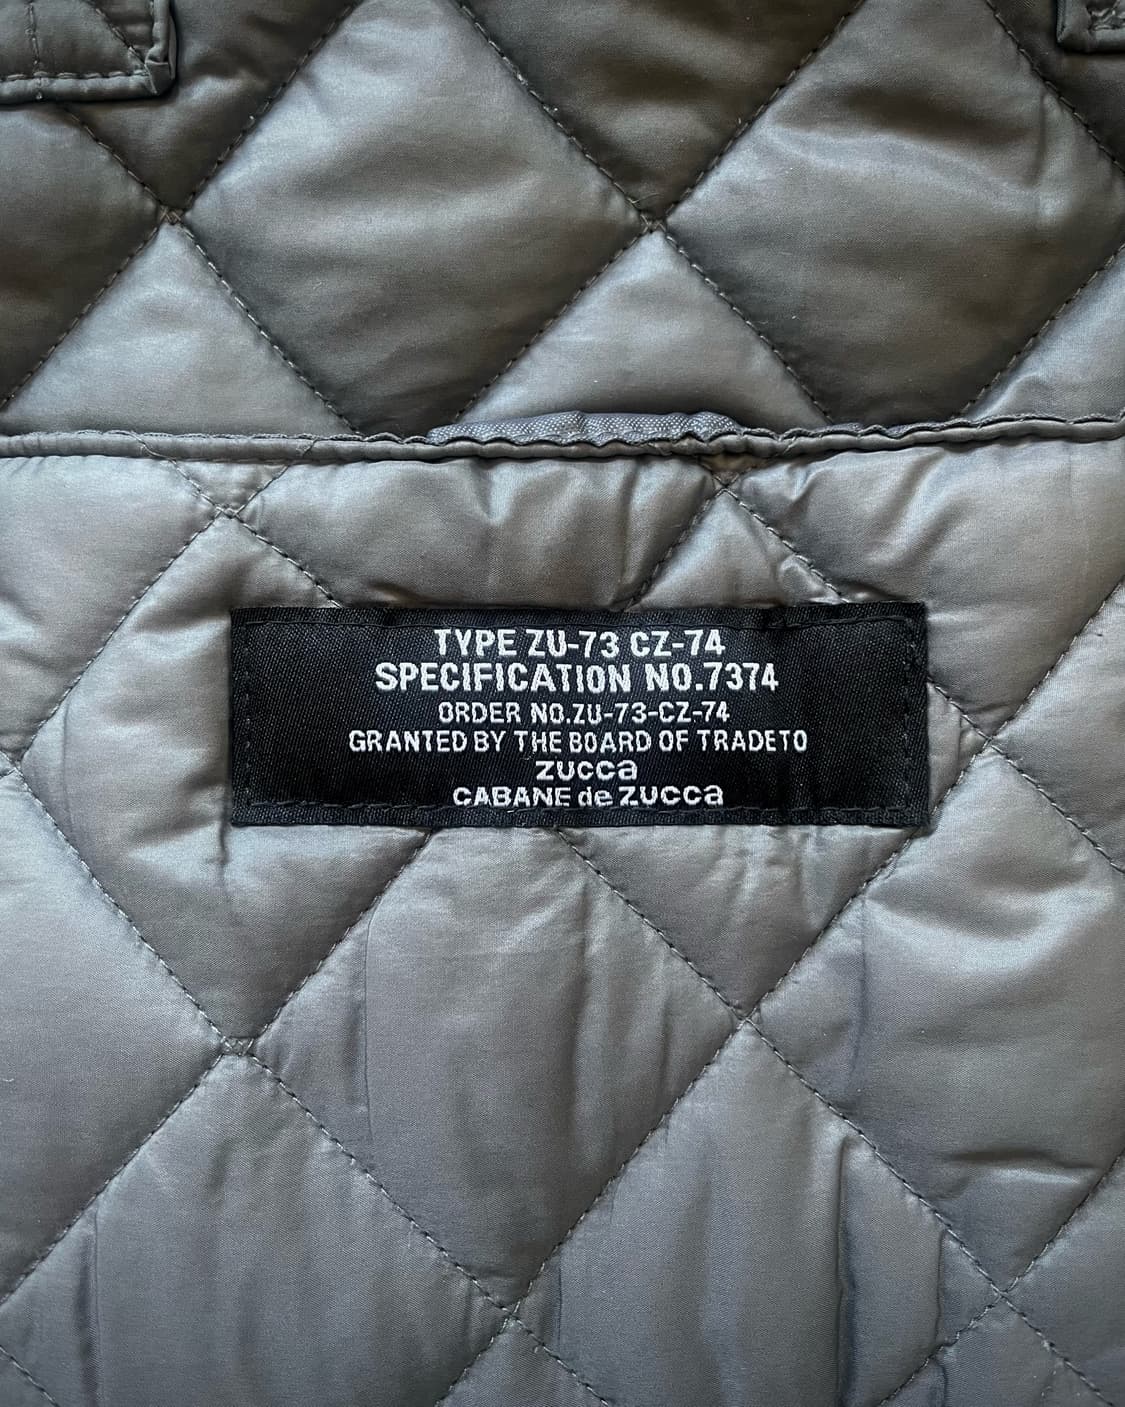 TYPE ZU-73 CZ-74
SPECIFICATION NO.7374
ORDER NO.ZU-73-CZ-74
GRANTED BY THE BOARD OF TRADETO
zucca
CABANE de ZUCCa